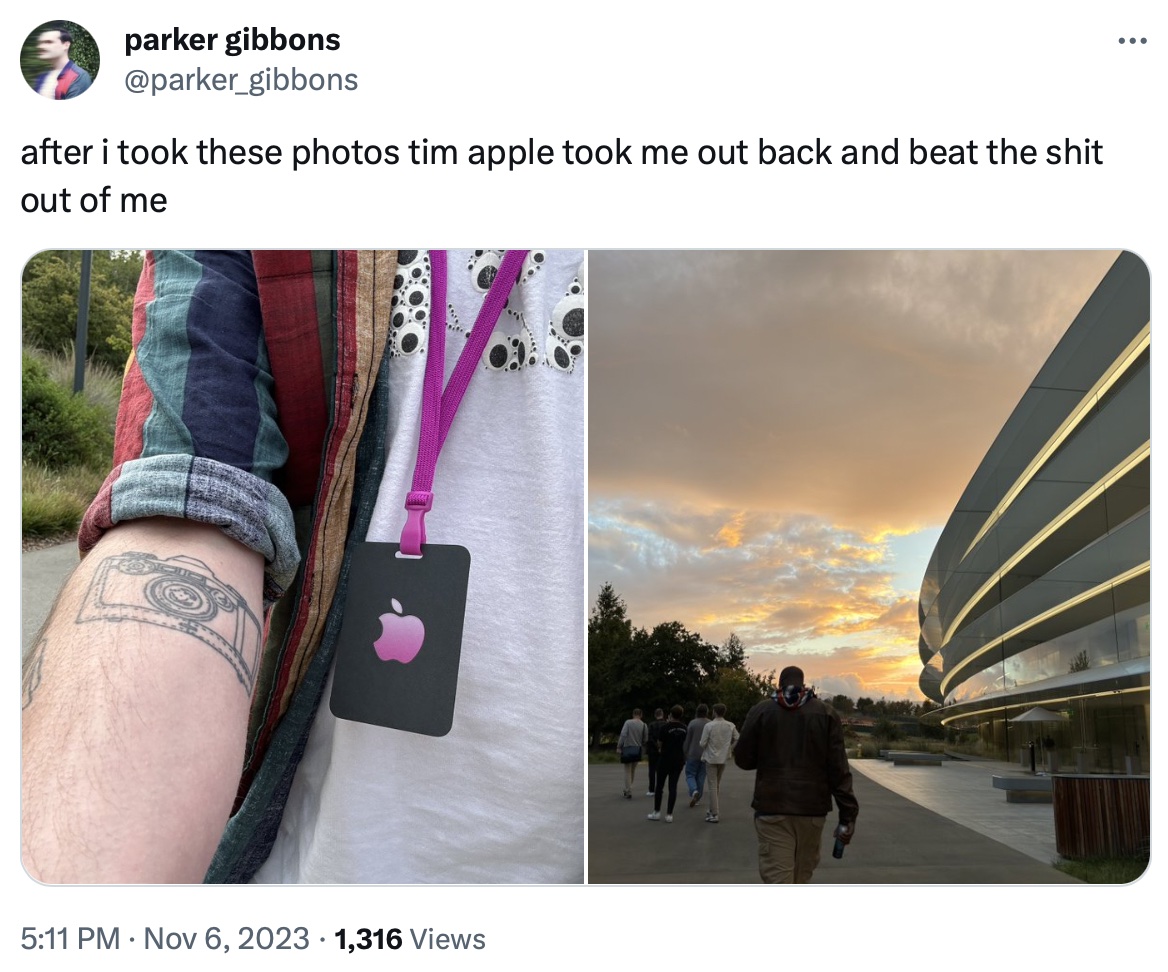 parker gibbons
@parker_gibbons
after i took these photos tim apple took me out back and beat the shit
out of me
5:11 PM · Nov 6, 2023 · 1,316 Views